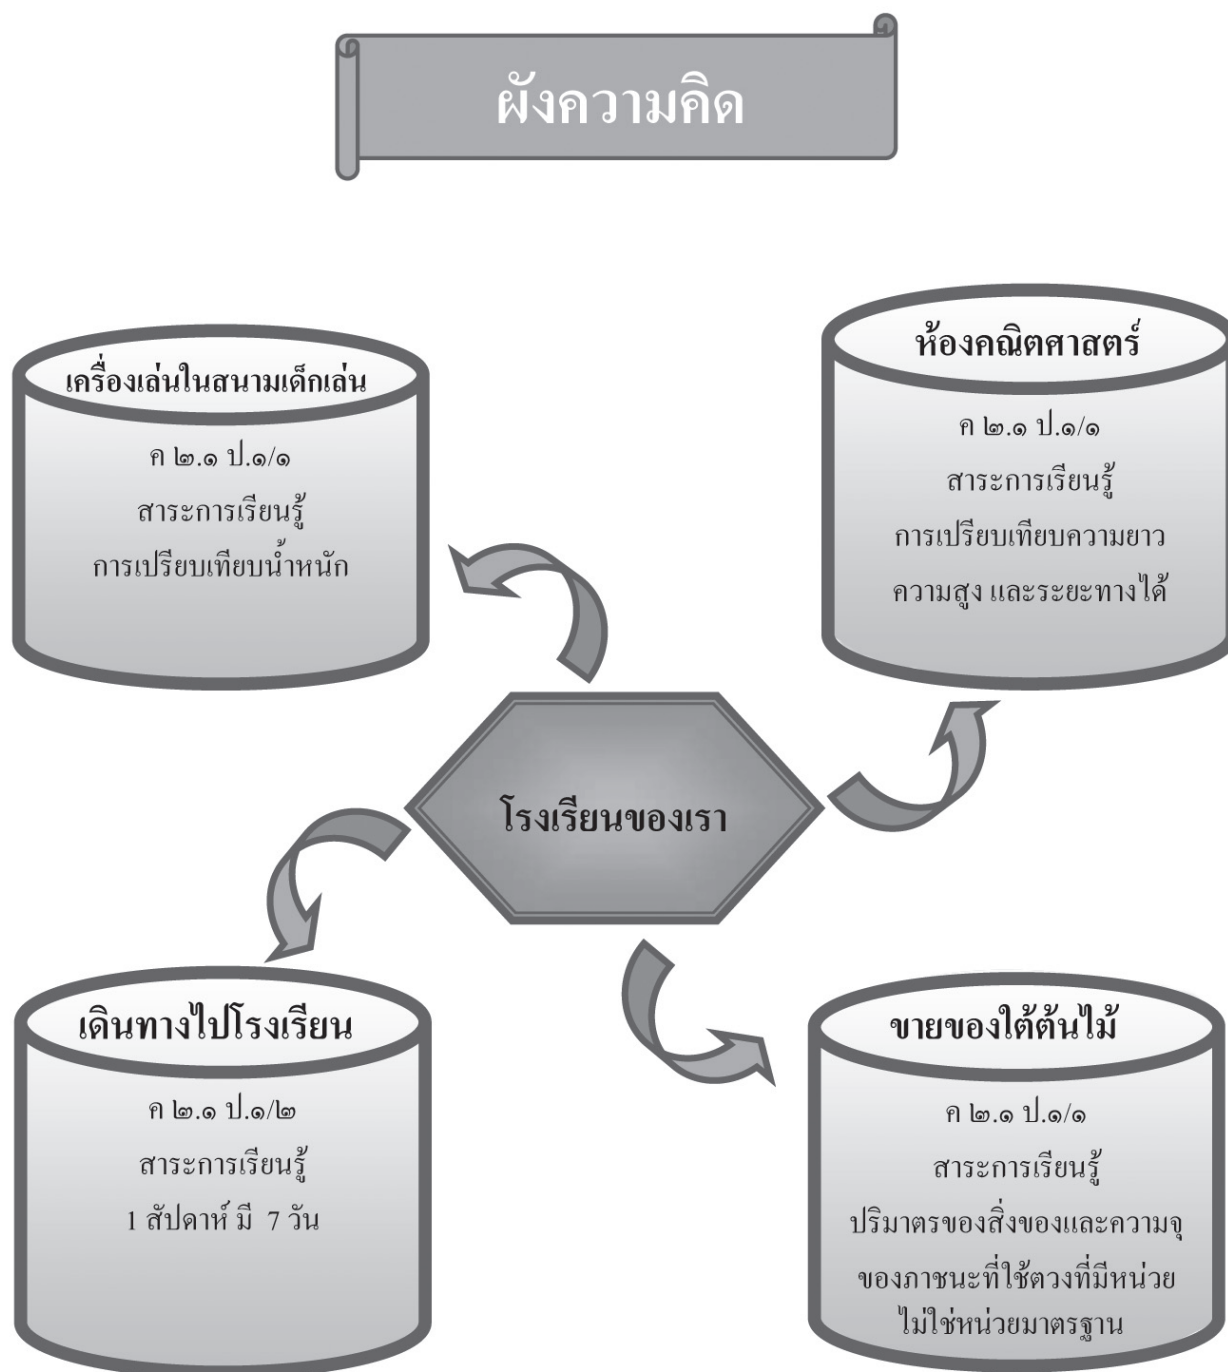 ผังความคิด
เครื่องเล่นในสนามเด็กเล่น
ค ๒.๑ ป.๑/๑
สาระการเรียนรู้
การเปรียบเทียบน้ำหนัก
ห้องคณิตศาสตร์
ค ๒.๑ ป.๑/๑
สาระการเรียนรู้
การเปรียบเทียบความยาว
ความสูง และระยะทางได้
โรงเรียนของเรา
เดินทางไปโรงเรียน
ค ๒.๑ ป.๑/๒
สาระการเรียนรู้
1 สัปดาห์ มี 7 วัน
ขายของใต้ต้นไม้
ค ๒.๑ ป.๑/๑
สาระการเรียนรู้
ปริมาตรของสิ่งของและความจุ
ของภาชนะที่ใช้ตวงที่มีหน่วย
ไม่ใช่หน่วยมาตรฐาน